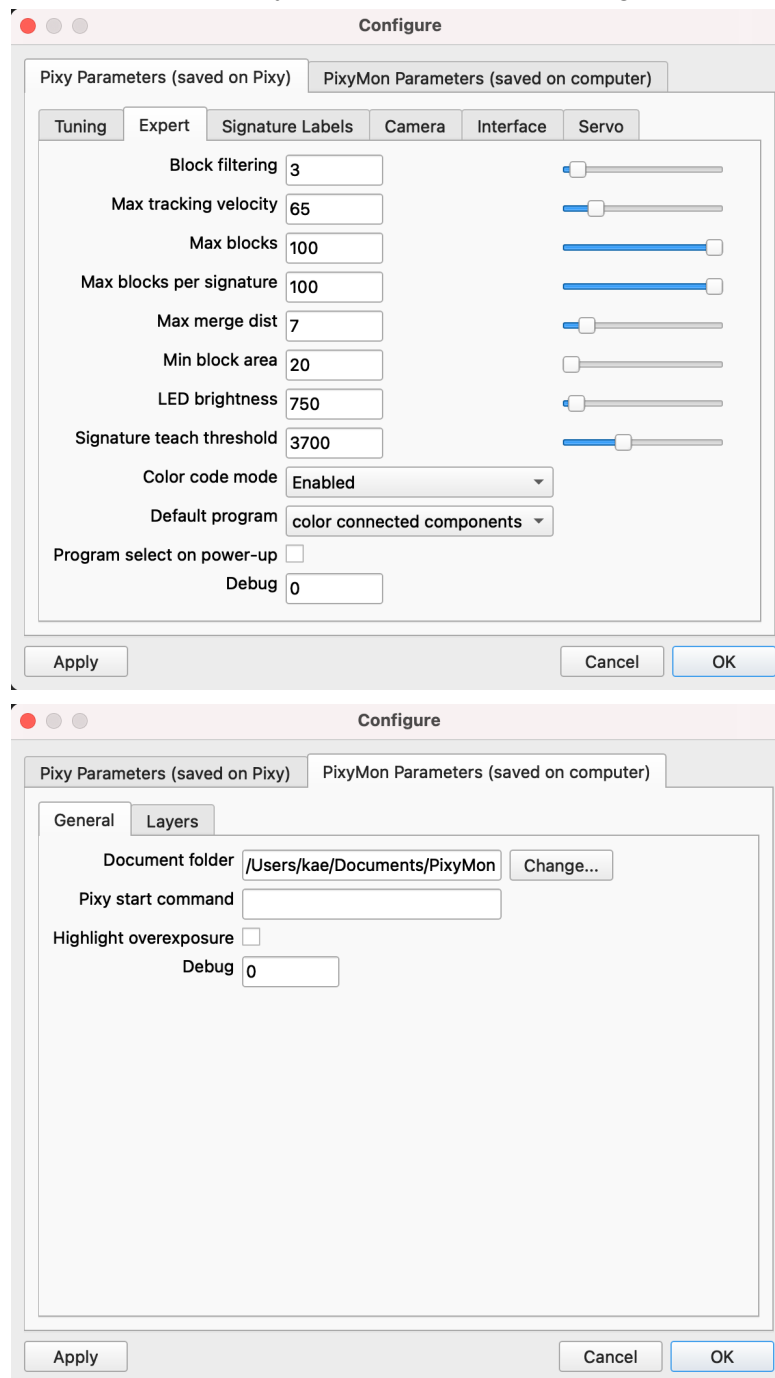 Configure
Pixy Parameters (saved on Pixy)
PixyMon Parameters (saved on computer)
Tuning
Expert
Signature Labels
Camera
Interface
Servo
Block filtering 3
Max tracking velocity 65
Max blocks 100
Max blocks per signature 100
Max merge dist 7
Min block area 20
LED brightness 750
Signature teach threshold 3700
Color code mode Enabled
Default program color connected components
Program select on power-up
Debug 0
Apply
Cancel
OK
Configure
Pixy Parameters (saved on Pixy)
PixyMon Parameters (saved on computer)
General
Layers
Document folder /Users/kae/Documents/PixyMon Change...
Pixy start command
Highlight overexposure
Debug 0
Apply
Cancel
OK